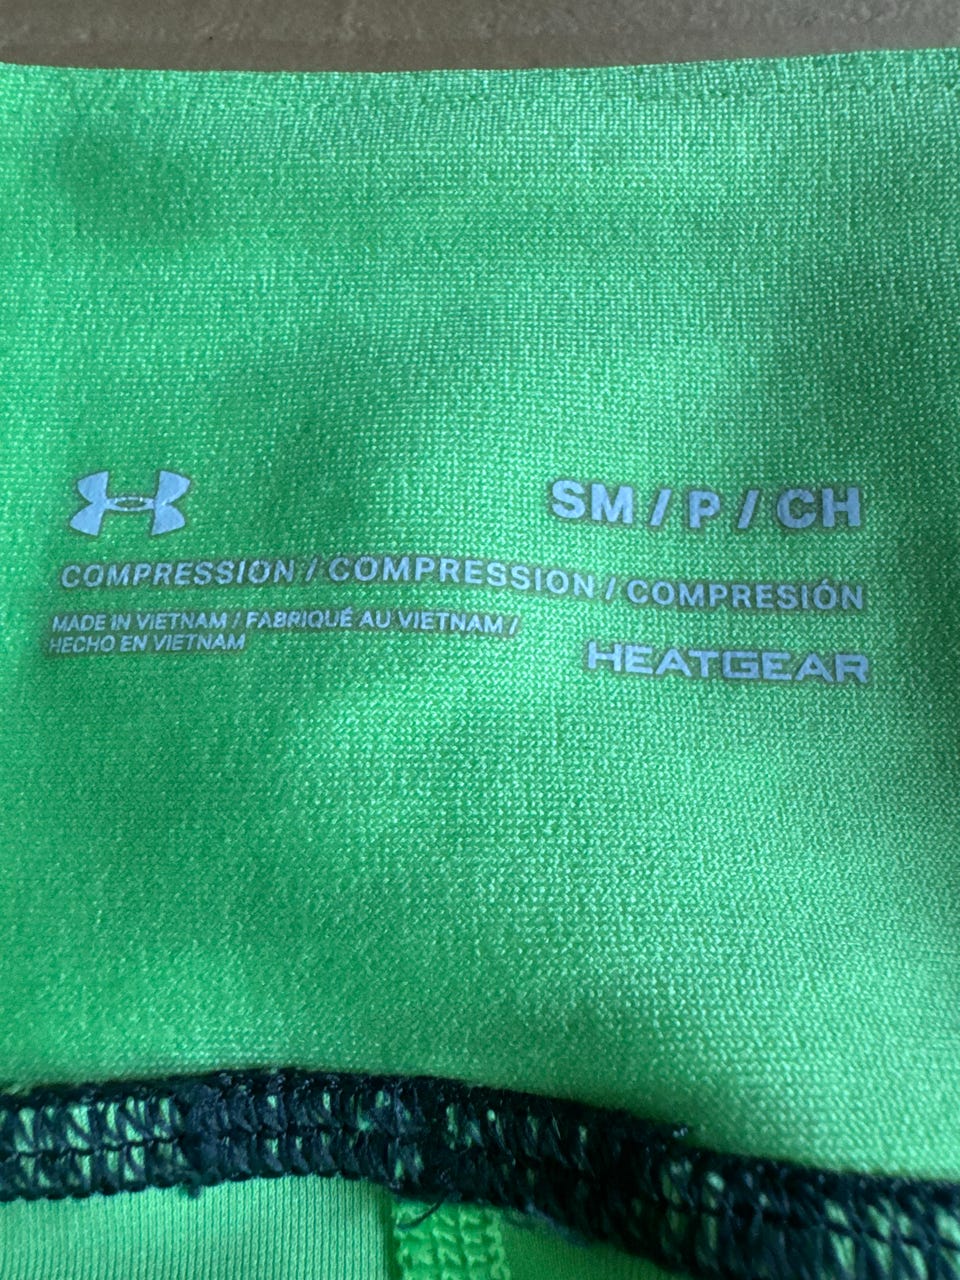 SM / P / CH
COMPRESSION / COMPRESSION / COMPRESIÓN
MADE IN VIETNAM / FABRIQUÉ AU VIETNAM /
HECHO EN VIETNAM
HEATGEAR